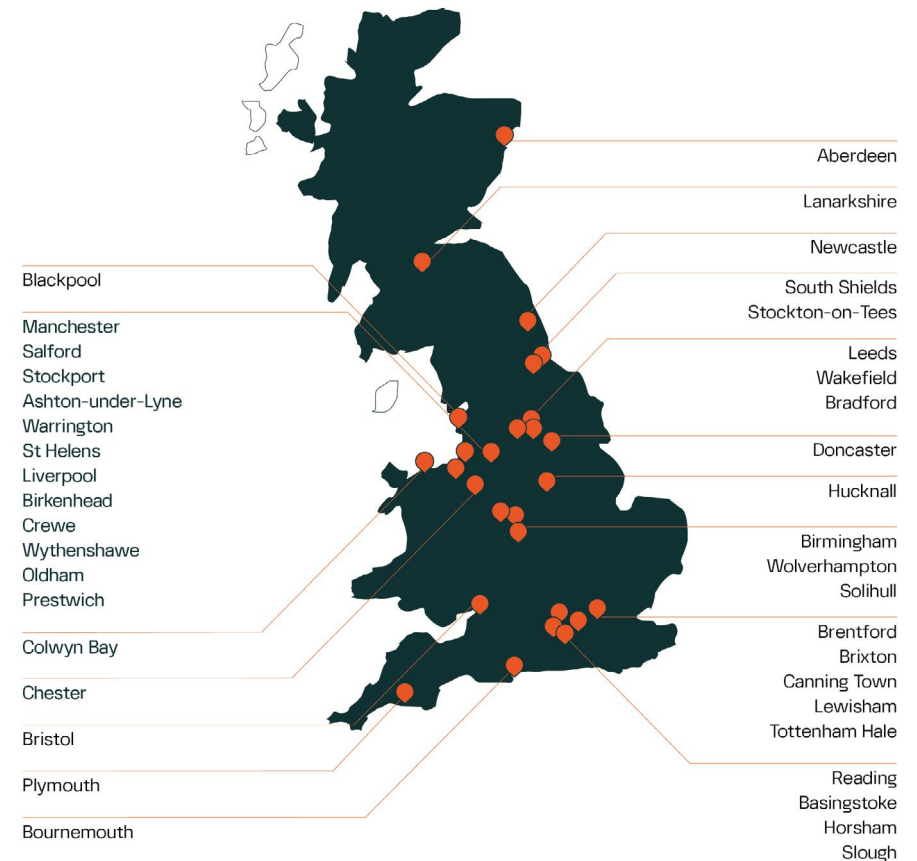 Blackpool
Manchester
Salford
Stockport
Ashton-under-Lyne
Warrington
St Helens
Liverpool
Birkenhead
Crewe
Wythenshawe
Oldham
Prestwich
Colwyn Bay
Chester
Bristol
Plymouth
Bournemouth
Aberdeen
Lanarkshire
Newcastle
South Shields
Stockton-on-Tees
Leeds
Wakefield
Bradford
Doncaster
Hucknall
Birmingham
Wolverhampton
Solihull
Brentford
Brixton
Canning Town
Lewisham
Tottenham Hale
Reading
Basingstoke
Horsham
Slough